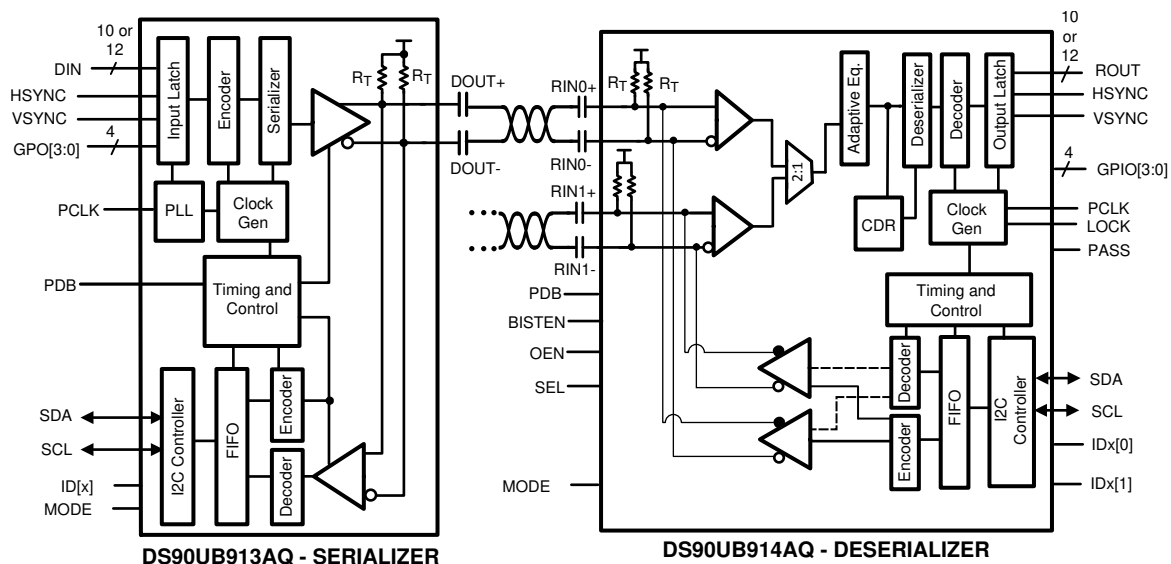 10 or
12
DIN
HSYNC
VSYNC
4
GPO[3:0]
PCLK
PDB
SDA
SCL
ID[x]
MODE
Input Latch
Encoder
Serializer
PLL
Clock
Gen
Timing and
Control
I2C Controller
FIFO
Encoder
Decoder
RT
RT
DOUT+
DOUT-
DS90UB913AQ - SERIALIZER
RIN0+
RIN0-
RIN1+
RIN1-
RT
RT
PDB
BISTEN
OEN
SEL
MODE
2:1
Adaptive Eq.
CDR
Deserializer
Decoder
Output Latch
Clock
Gen
Timing and
Control
Decoder
Encoder
FIFO
I2C
Controller
10
or
12
ROUT
HSYNC
VSYNC
4
GPIO[3:0]
PCLK
LOCK
PASS
SDA
SCL
IDx[0]
IDx[1]
DS90UB914AQ - DESERIALIZER